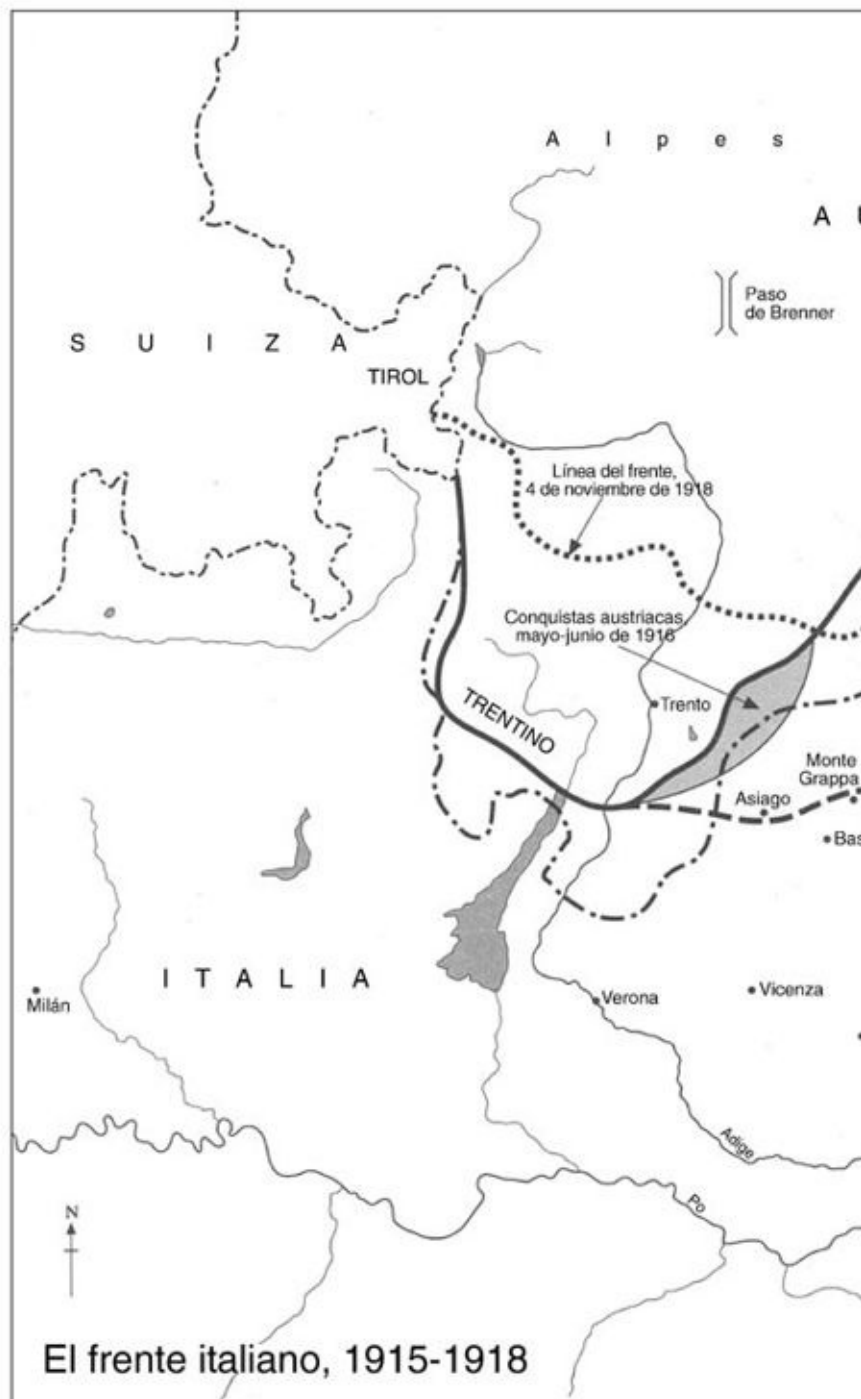 A l p e s
A U
Paso
de Brenner
S U I Z A
TIROL
Línea del frente,
4 de noviembre de 1918
Conquistas austriacas,
mayo-junio de 1916
TRENTINO
Trento
Monte
Grappa
Asiago
Bas
I T A L I A
Milán
Verona
Vicenza
Adige
Po
N
El frente italiano, 1915-1918